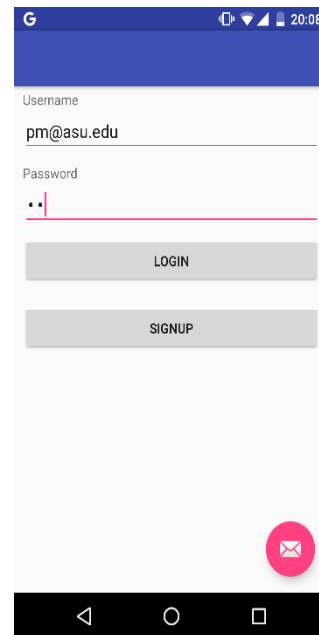 G 20:08
Username
pm@asu.edu
Password
••
LOGIN
SIGNUP